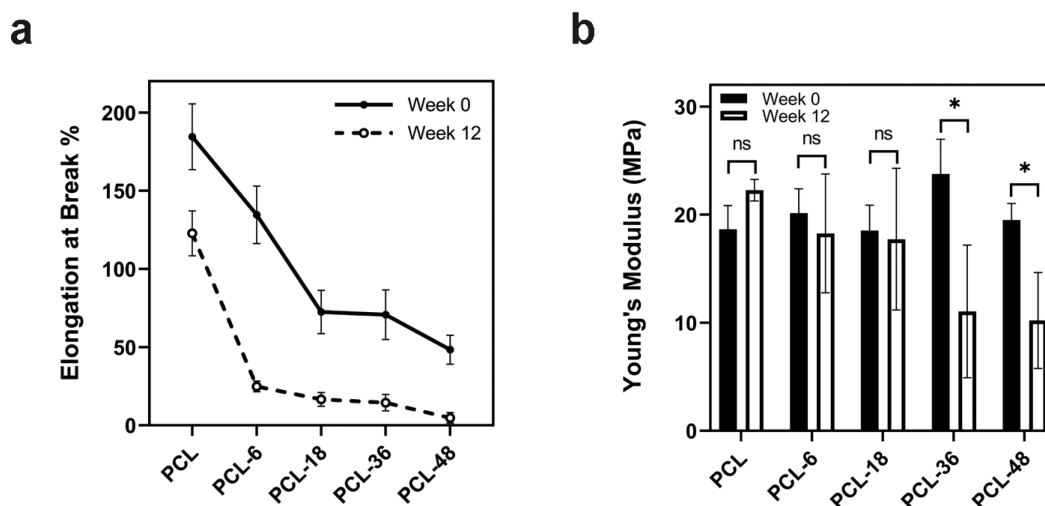 a
Elongation at Break %
200
150
100
50
0
Week 0
Week 12
PCL
PCL-6
PCL-18
PCL-36
PCL-48
b
Young's Modulus (MPa)
30
20
10
0
Week 0
Week 12
ns
ns
ns
*
*
PCL
PCL-6
PCL-18
PCL-36
PCL-48